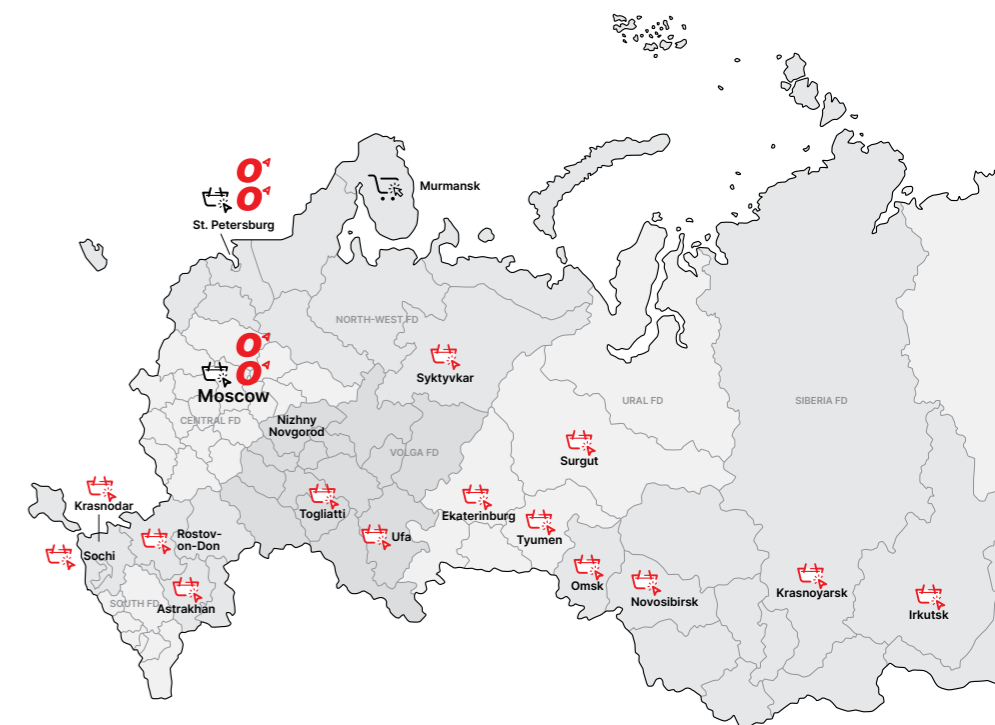 Murmansk
St. Petersburg
NORTH-WEST FD
Syktyvkar
Moscow
URAL FD
SIBERIA FD
CENTRAL FD
Nizhny
Novgorod
VOLGA FD
Surgut
Krasnodar
Togliatti
Ekaterinburg
Rostov-
on-Don
Ufa
Tyumen
Sochi
Omsk
Krasnoyarsk
Novosibirsk
SOUTH FD
Astrakhan
Irkutsk